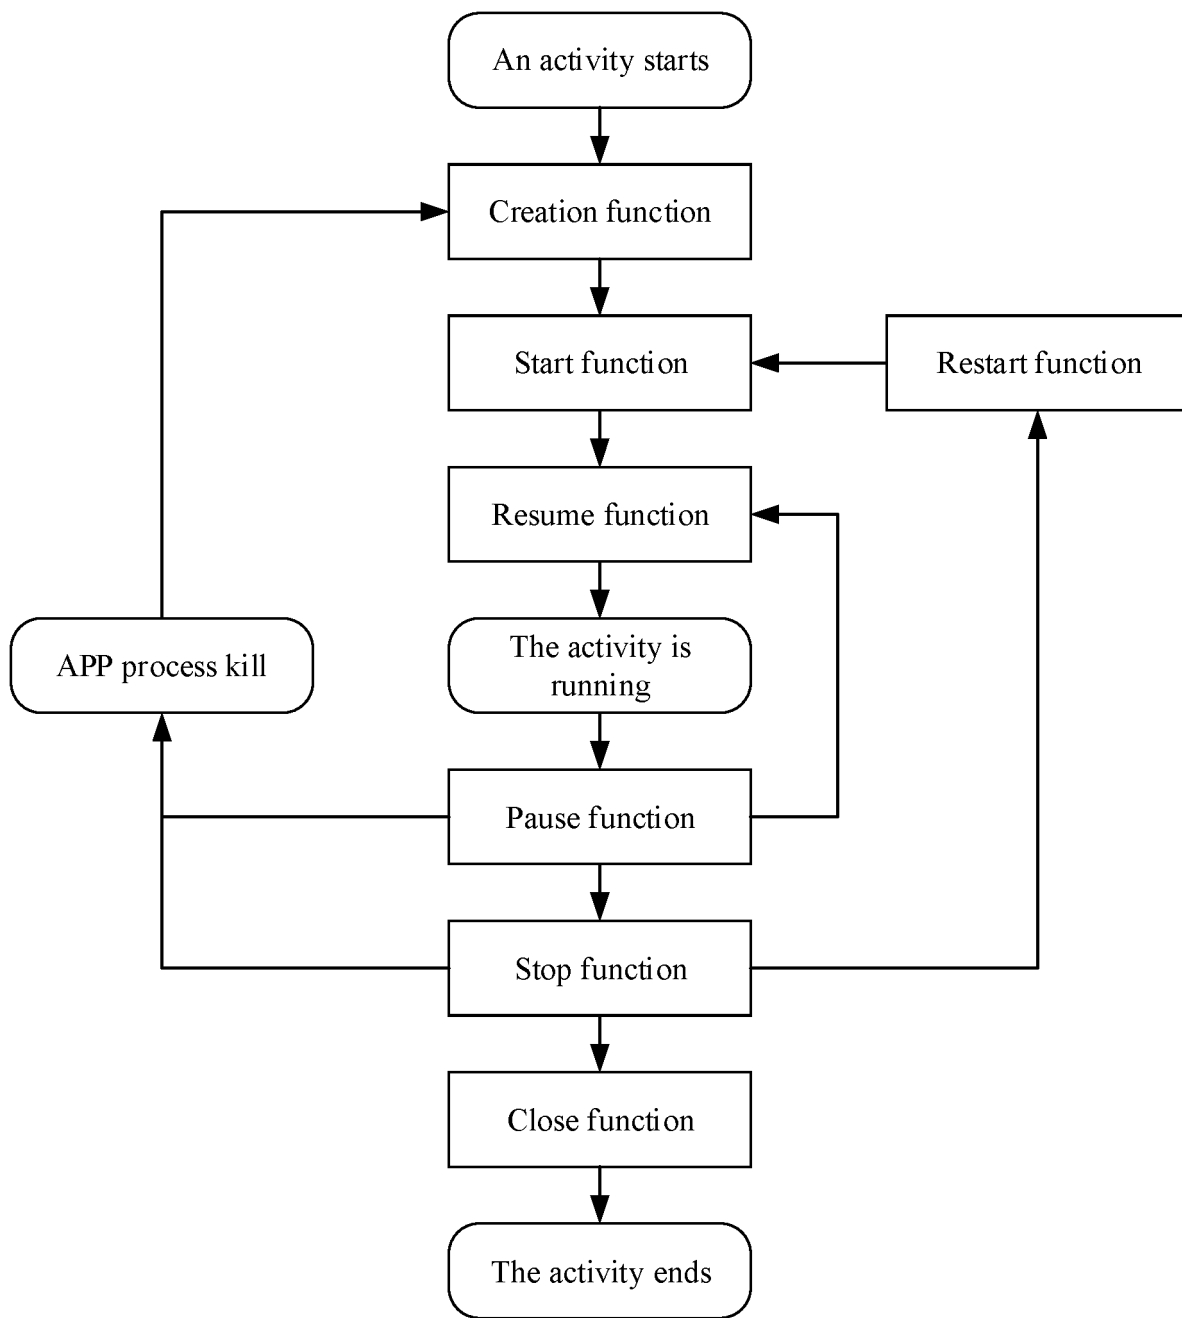 An activity starts
Creation function
Start function
Restart function
Resume function
APP process kill
The activity is
running
Pause function
Stop function
Close function
The activity ends